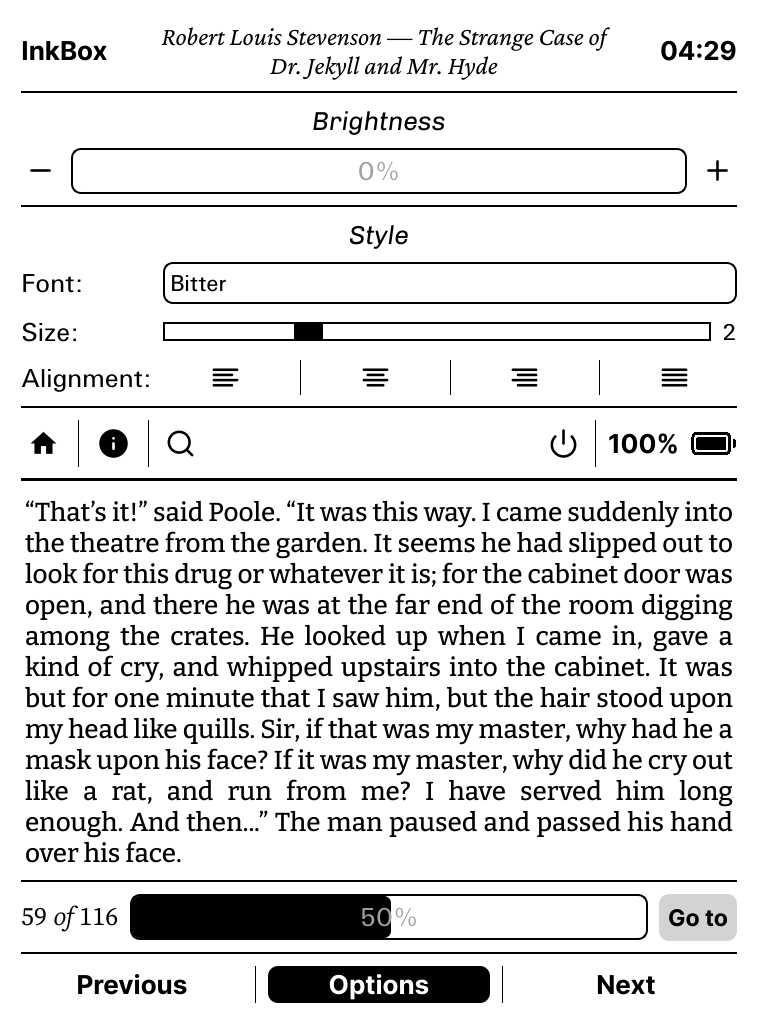 InkBox
Robert Louis Stevenson — The Strange Case of
Dr. Jekyll and Mr. Hyde
04:29
Brightness
− 0% +
Style
Font: Bitter
Size: 2
Alignment:
100%
“That’s it!” said Poole. “It was this way. I came suddenly into
the theatre from the garden. It seems he had slipped out to
look for this drug or whatever it is; for the cabinet door was
open, and there he was at the far end of the room digging
among the crates. He looked up when I came in, gave a
kind of cry, and whipped upstairs into the cabinet. It was
but for one minute that I saw him, but the hair stood upon
my head like quills. Sir, if that was my master, why had he a
mask upon his face? If it was my master, why did he cry out
like a rat, and run from me? I have served him long
enough. And then...” The man paused and passed his hand
over his face.
59 of 116 50% Go to
Previous Options Next